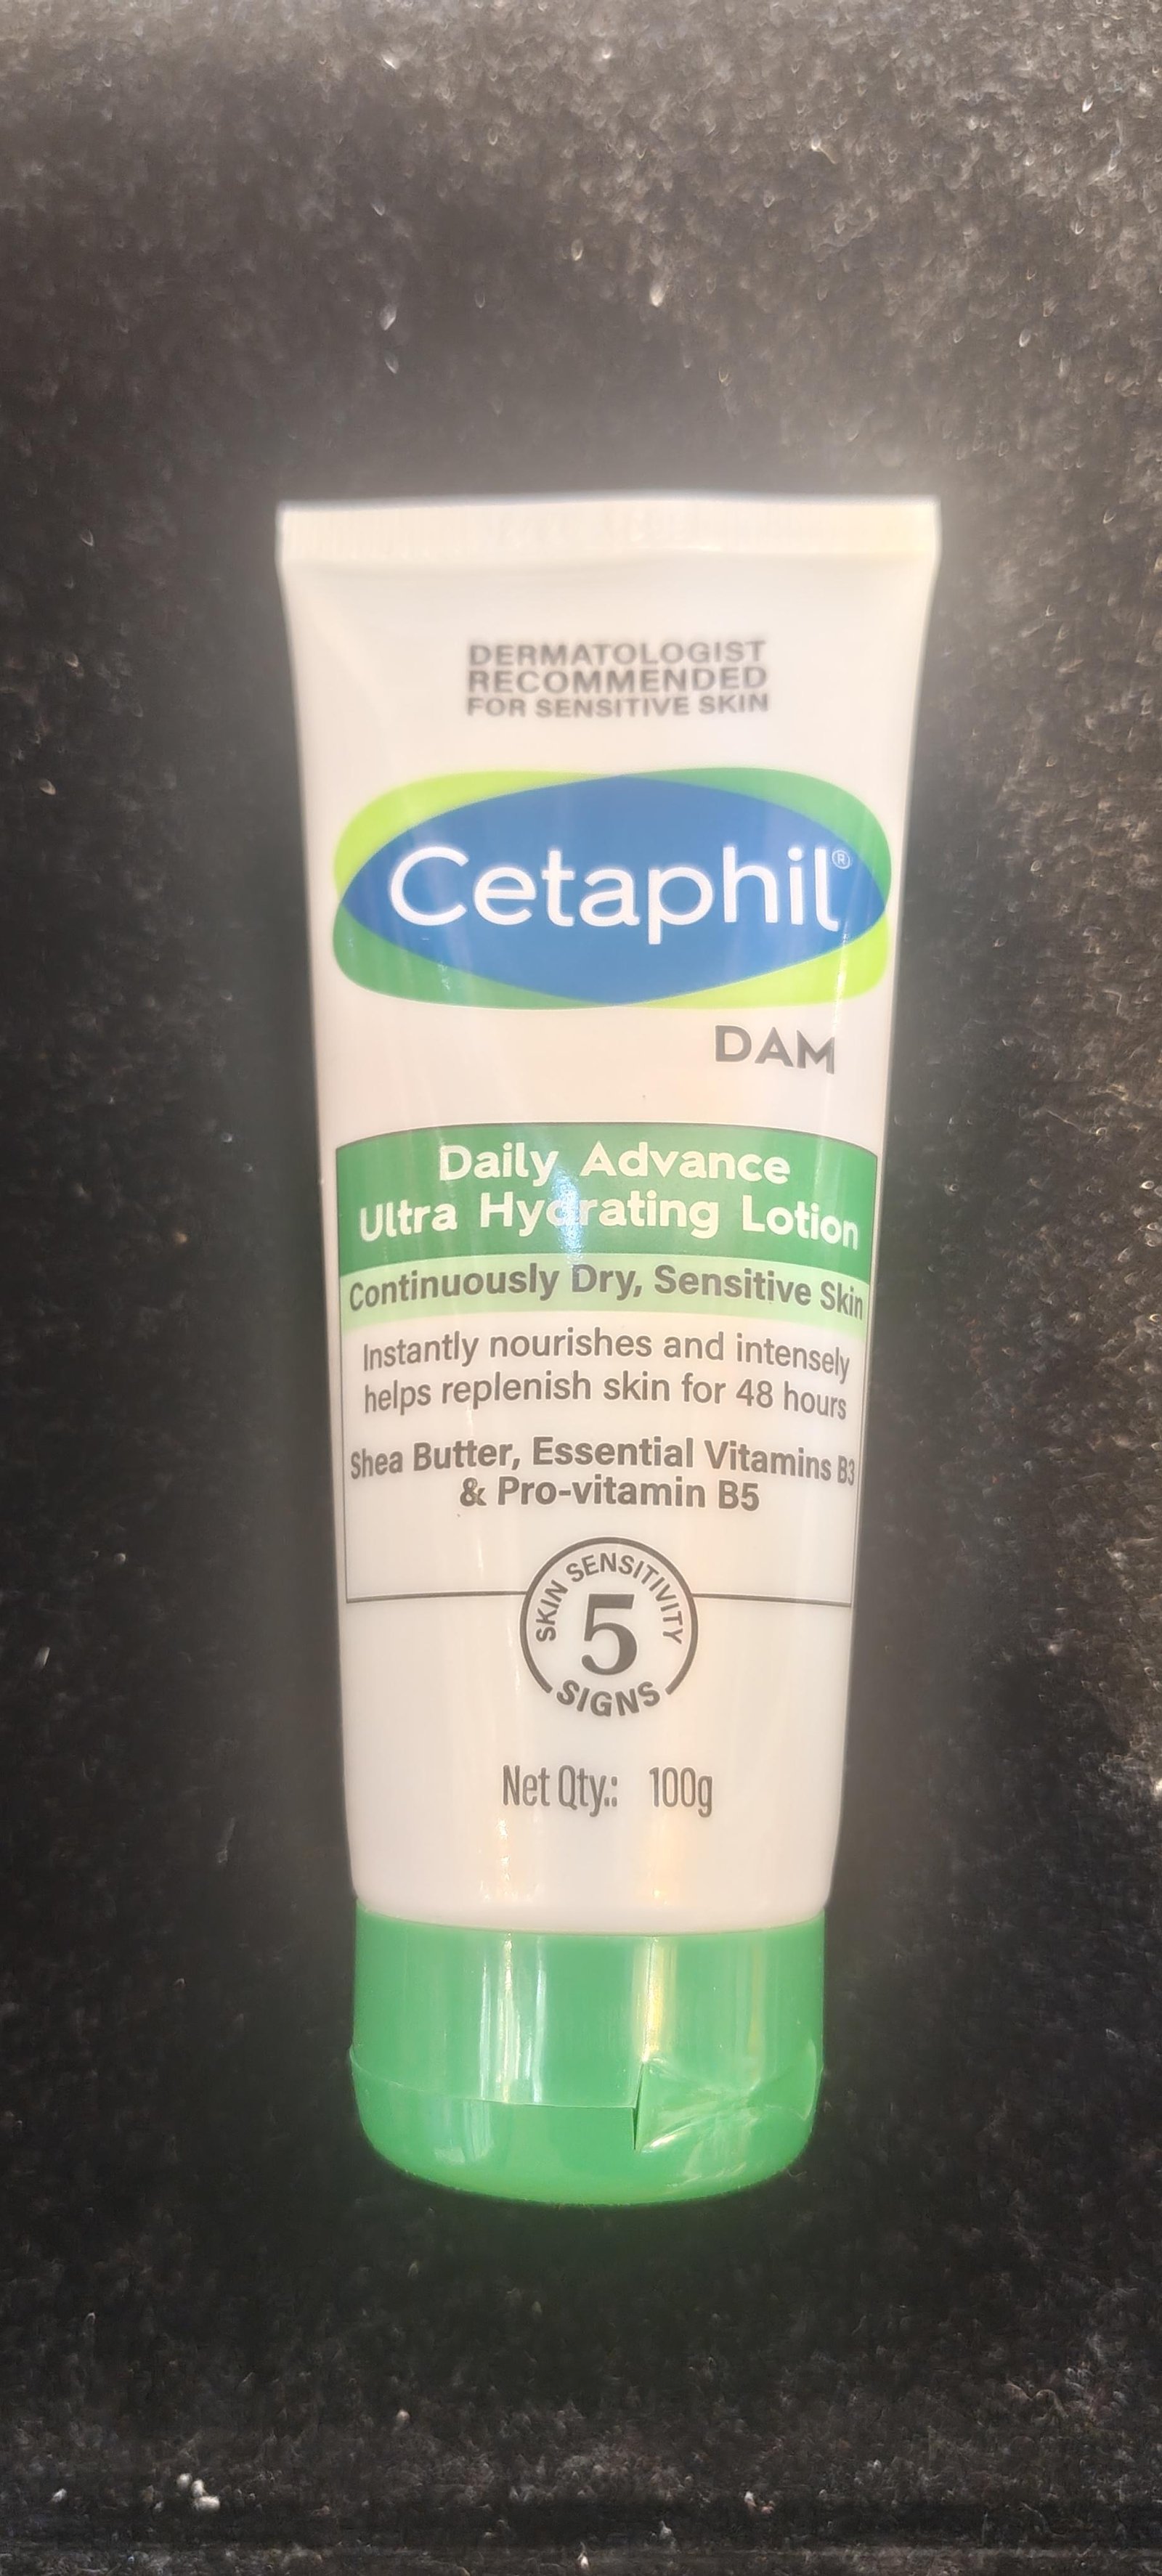 DERMATOLOGIST
RECOMMENDED
FOR SENSITIVE SKIN
Cetaphil®
DAM
Daily Advance
Ultra Hydrating Lotion
Continuously Dry, Sensitive Skin
Instantly nourishes and intensely
helps replenish skin for 48 hours
Shea Butter, Essential Vitamins B3
& Pro-vitamin B5
SKIN SENSITIVITY
5
SIGNS
Net Qty.: 100g